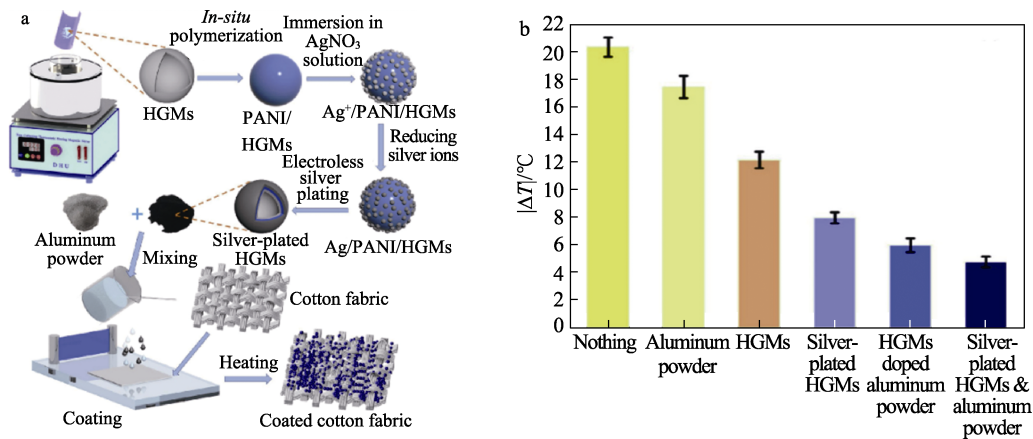 a
In-situ
polymerization
Immersion in
AgNO₃
solution
HGMs
PANI/
HGMs
Ag⁺/PANI/HGMs
Reducing
silver ions
Electroless
silver
plating
DHU
Aluminum
powder
+
Mixing
Silver-plated
HGMs
Ag/PANI/HGMs
Cotton fabric
Heating
Coating
Coated cotton fabric
b
|ΔT|/℃
22
20
18
16
14
12
10
8
6
4
2
0
Nothing
Aluminum
powder
HGMs
Silver-
plated
HGMs
HGMs
doped
aluminum
powder
Silver-
plated
HGMs &
aluminum
powder